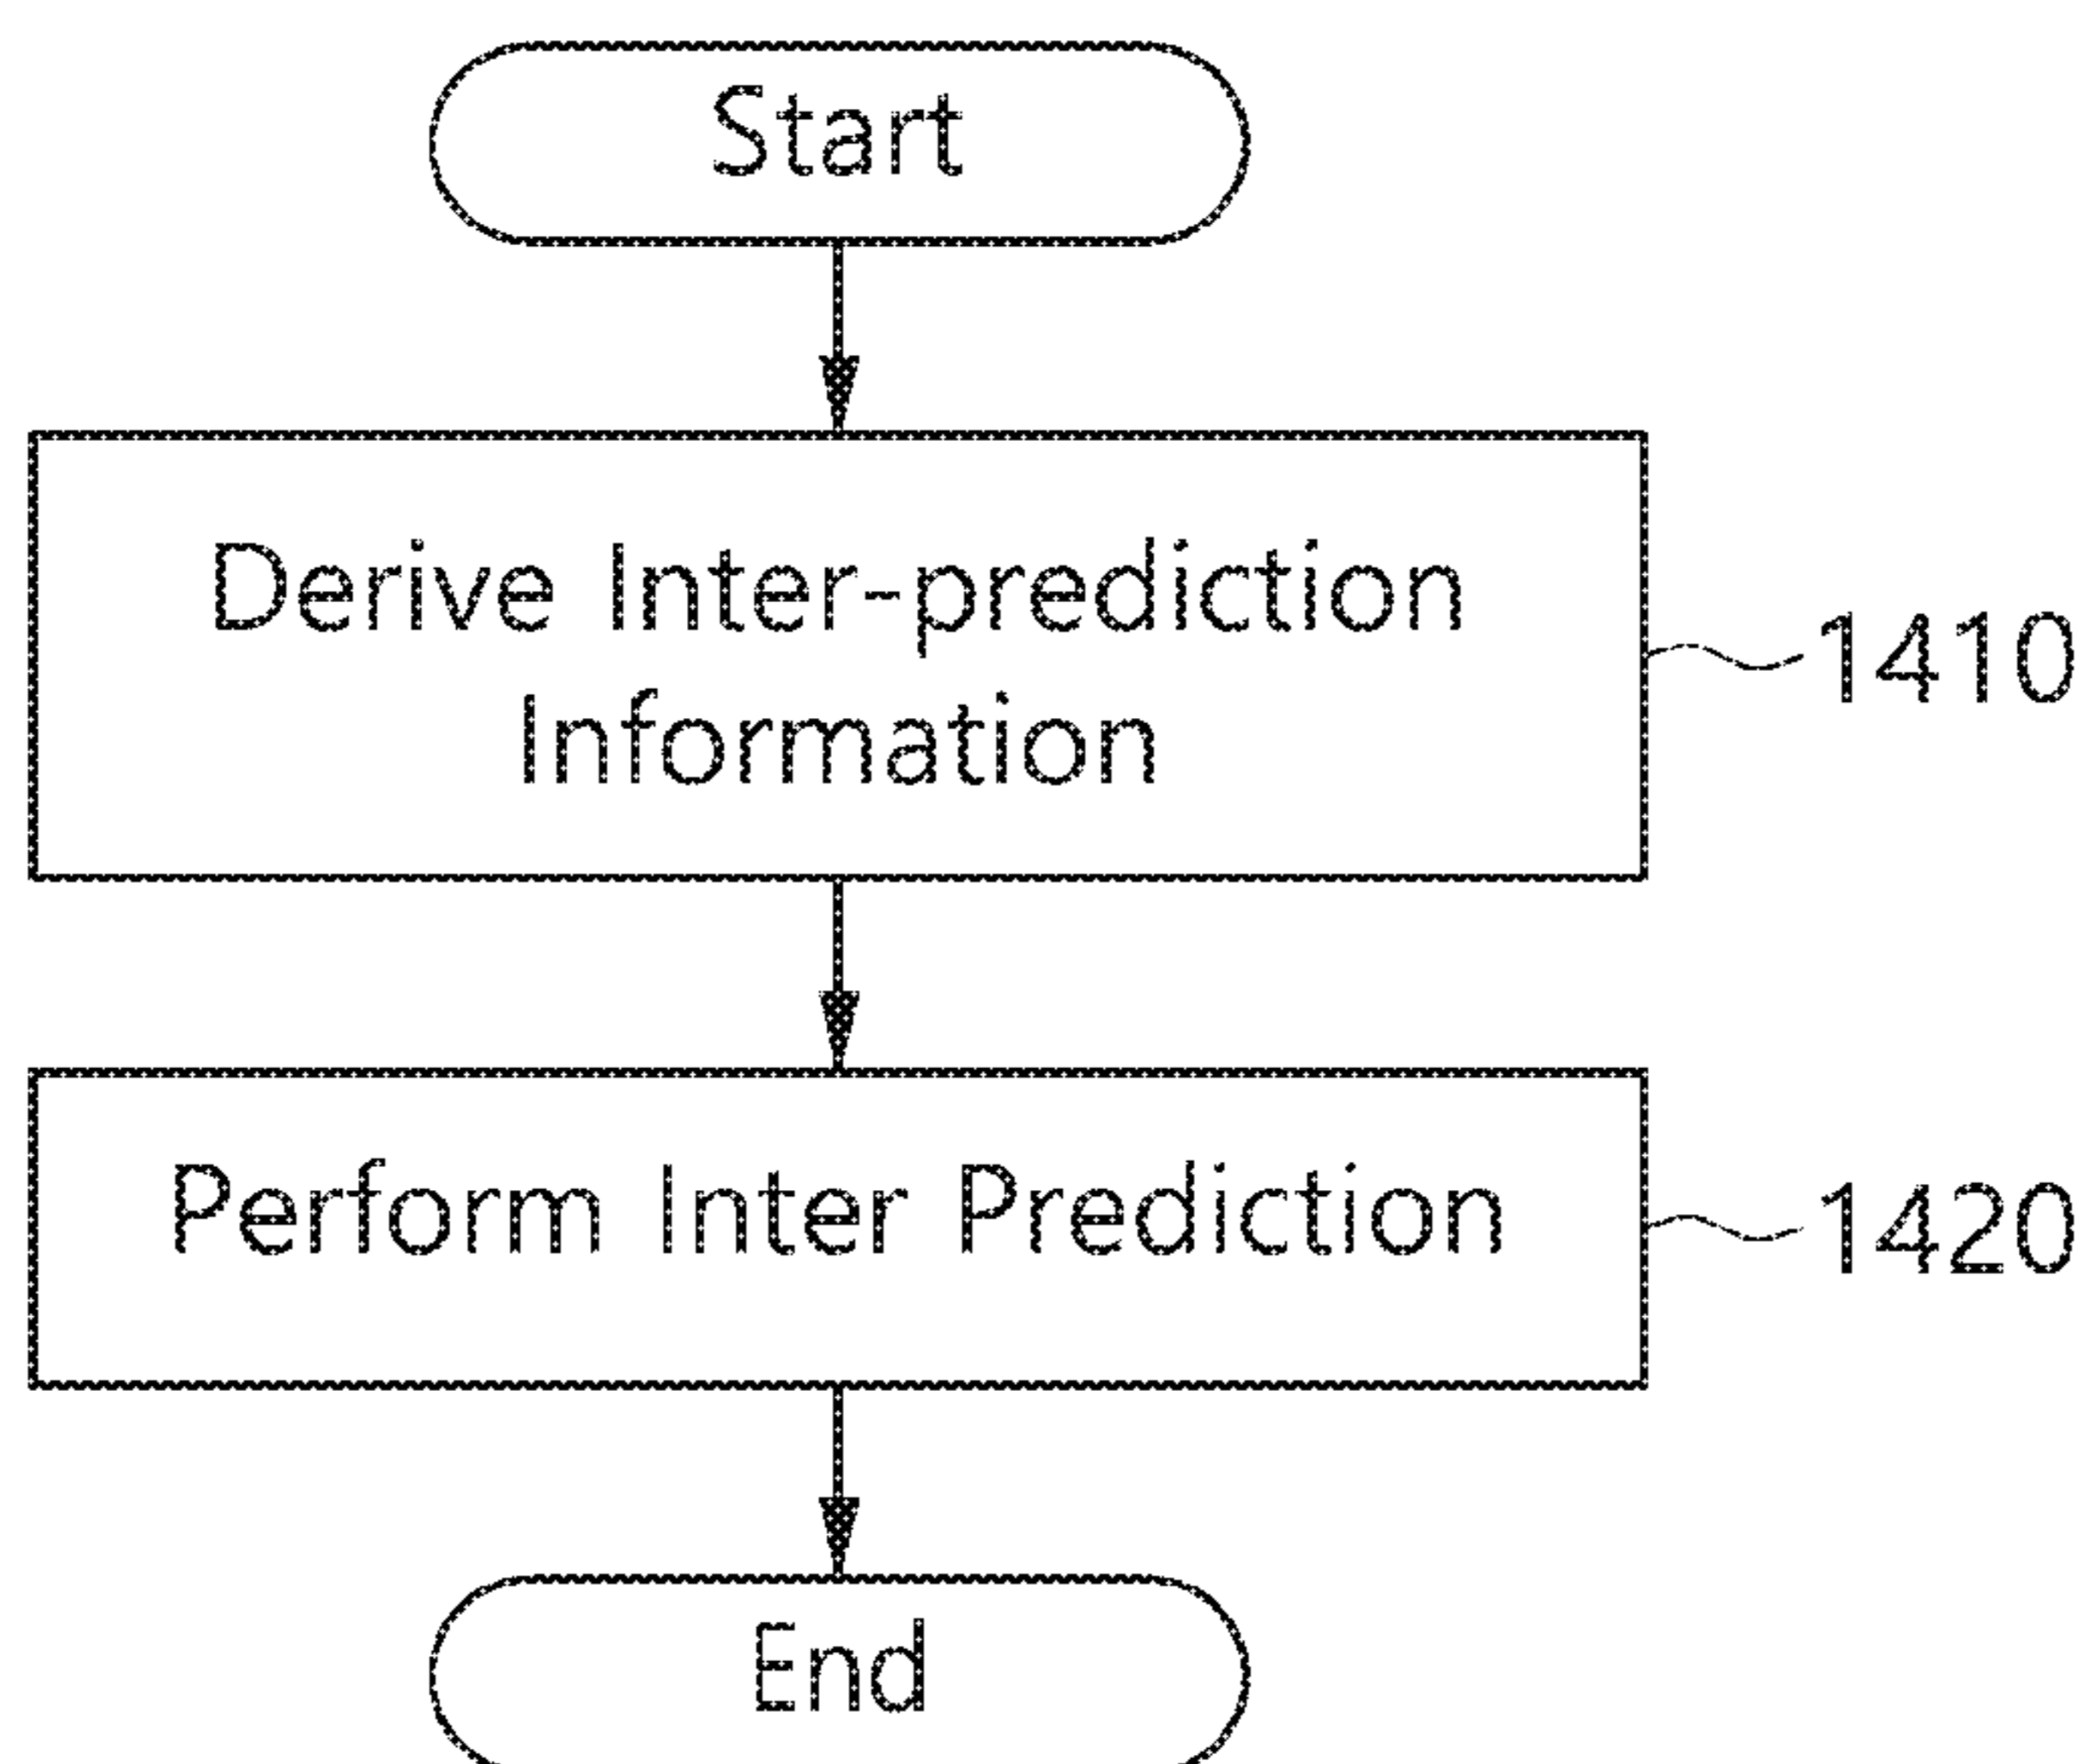 Start
Derive Inter-prediction
Information
1410
Perform Inter Prediction
1420
End